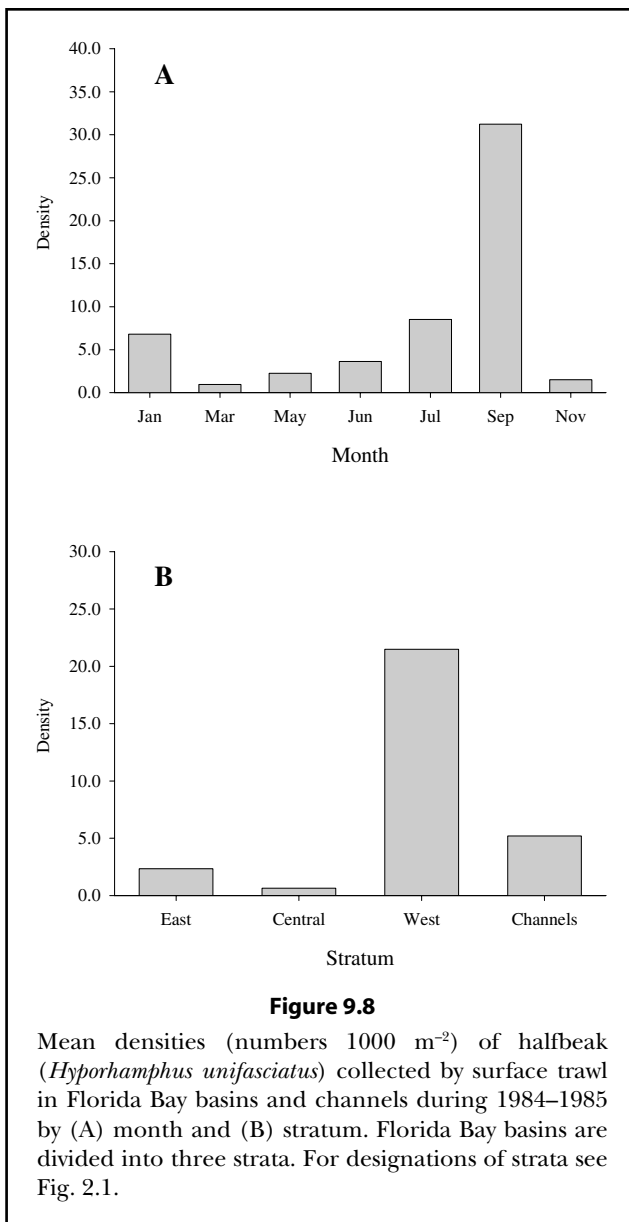 A
40.0
35.0
30.0
25.0
20.0
15.0
10.0
5.0
0.0
Density
Jan Mar May Jun Jul Sep Nov
Month
B
30.0
25.0
20.0
15.0
10.0
5.0
0.0
Density
East Central West Channels
Stratum
Figure 9.8
Mean densities (numbers 1000 m⁻²) of halfbeak
(Hyporhamphus unifasciatus) collected by surface trawl
in Florida Bay basins and channels during 1984–1985
by (A) month and (B) stratum. Florida Bay basins are
divided into three strata. For designations of strata see
Fig. 2.1.